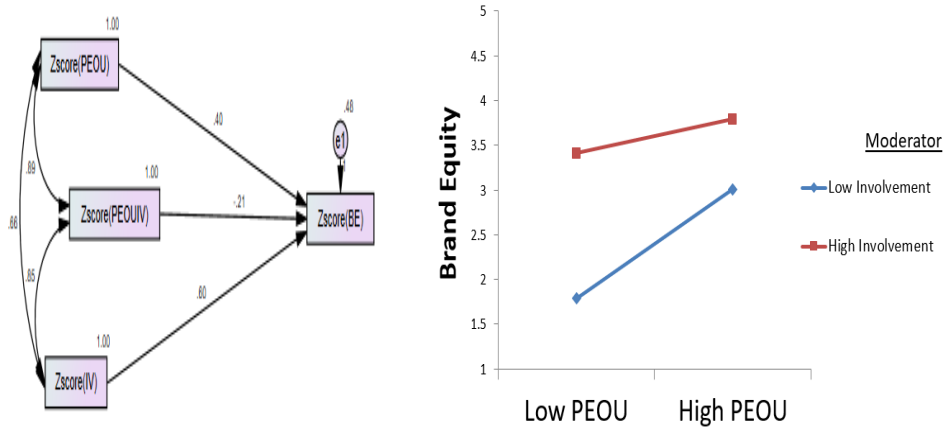 1.00
Zscore(PEOU)
.40
.48
e1
1
.89
1.00
Zscore(PEOUIV)
-.21
Zscore(BE)
.66
.85
.60
1.00
Zscore(IV)
Brand Equity
5
4.5
4
3.5
3
2.5
2
1.5
1
Low PEOU
High PEOU
Moderator
Low Involvement
High Involvement